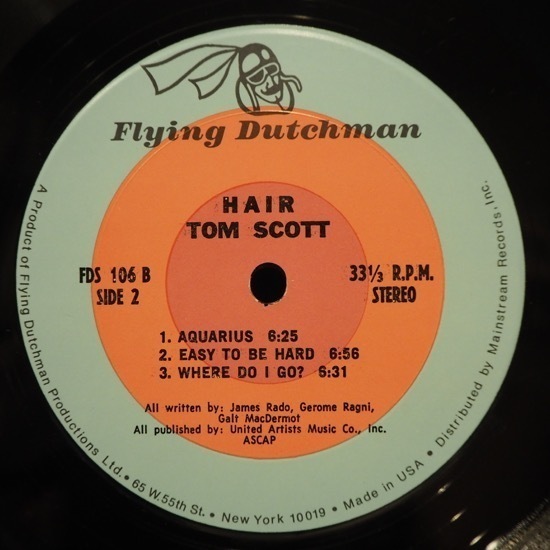 Flying Dutchman
HAIR
TOM SCOTT
FDS 106 B
SIDE 2
33⅓ R.P.M.
STEREO
1. AQUARIUS 6:25
2. EASY TO BE HARD 6:56
3. WHERE DO I GO? 6:31
All written by: James Rado, Gerome Ragni,
Galt MacDermot
All published by: United Artists Music Co., Inc.
ASCAP
A Product of Flying Dutchman Productions Ltd. • 65 W. 55th St. • New York 10019 • Made in USA • Distributed by Mainstream Records, Inc.